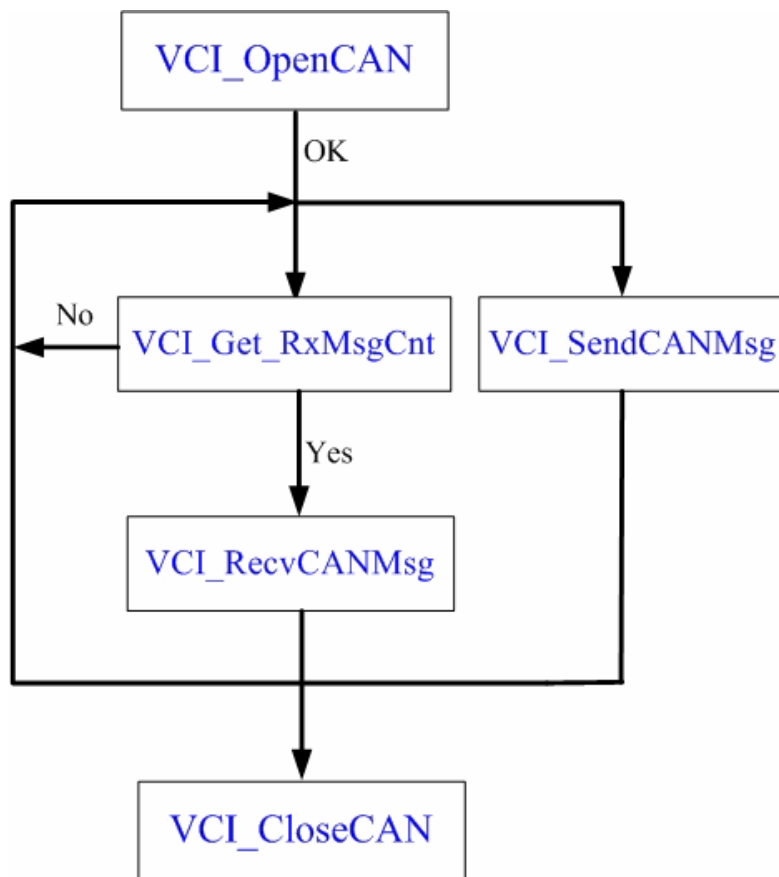 VCI_OpenCAN
OK
No
VCI_Get_RxMsgCnt
VCI_SendCANMsg
Yes
VCI_RecvCANMsg
VCI_CloseCAN